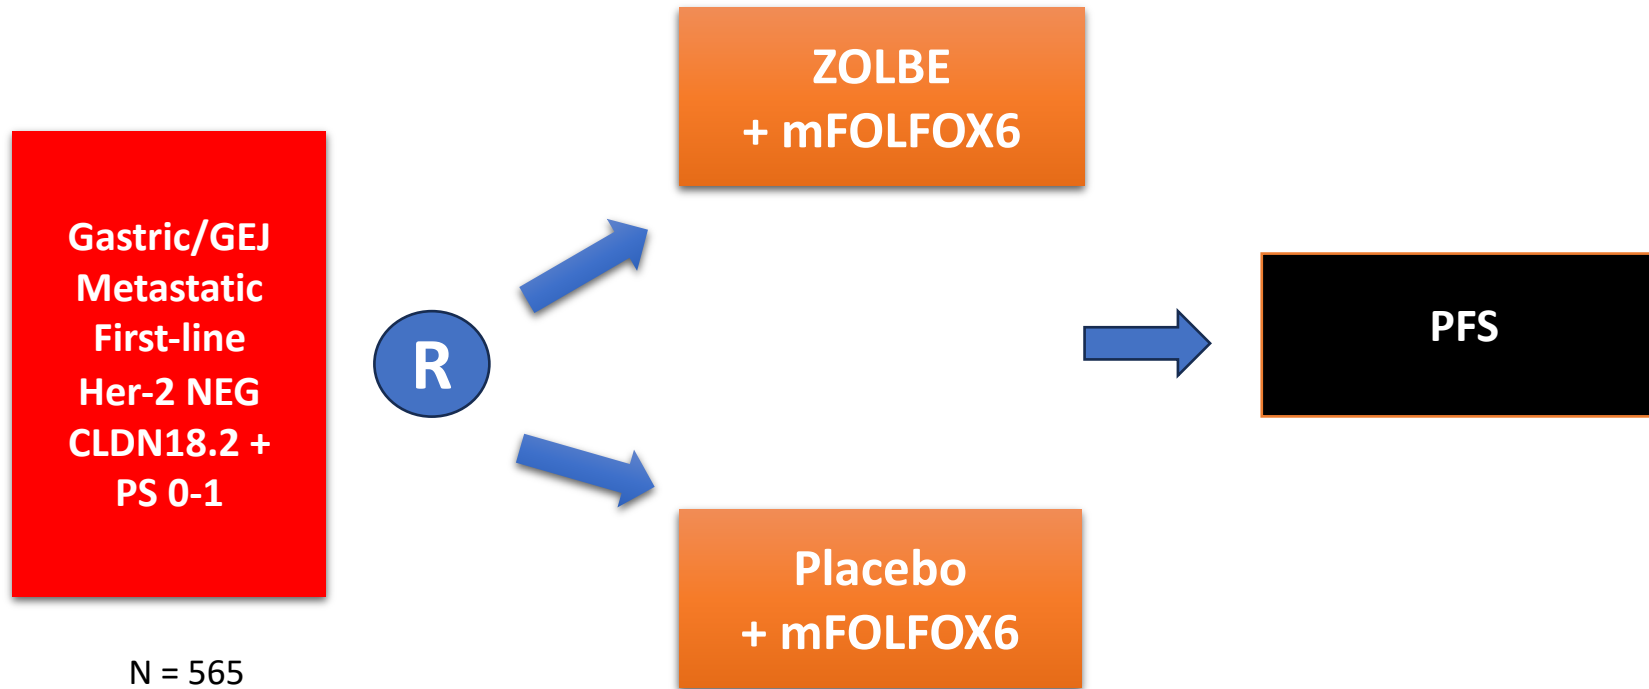 Gastric/GEJ
Metastatic
First-line
Her-2 NEG
CLDN18.2 +
PS 0-1
N = 565
R
ZOLBE
+ mFOLFOX6
Placebo
+ mFOLFOX6
PFS